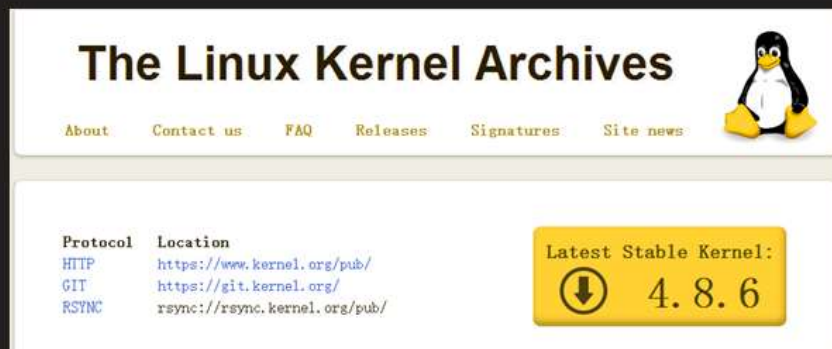 The Linux Kernel Archives
About Contact us FAQ Releases Signatures Site news
Protocol Location
HTTP https://www.kernel.org/pub/
GIT https://git.kernel.org/
RSYNC rsync://rsync.kernel.org/pub/
Latest Stable Kernel:
4.8.6